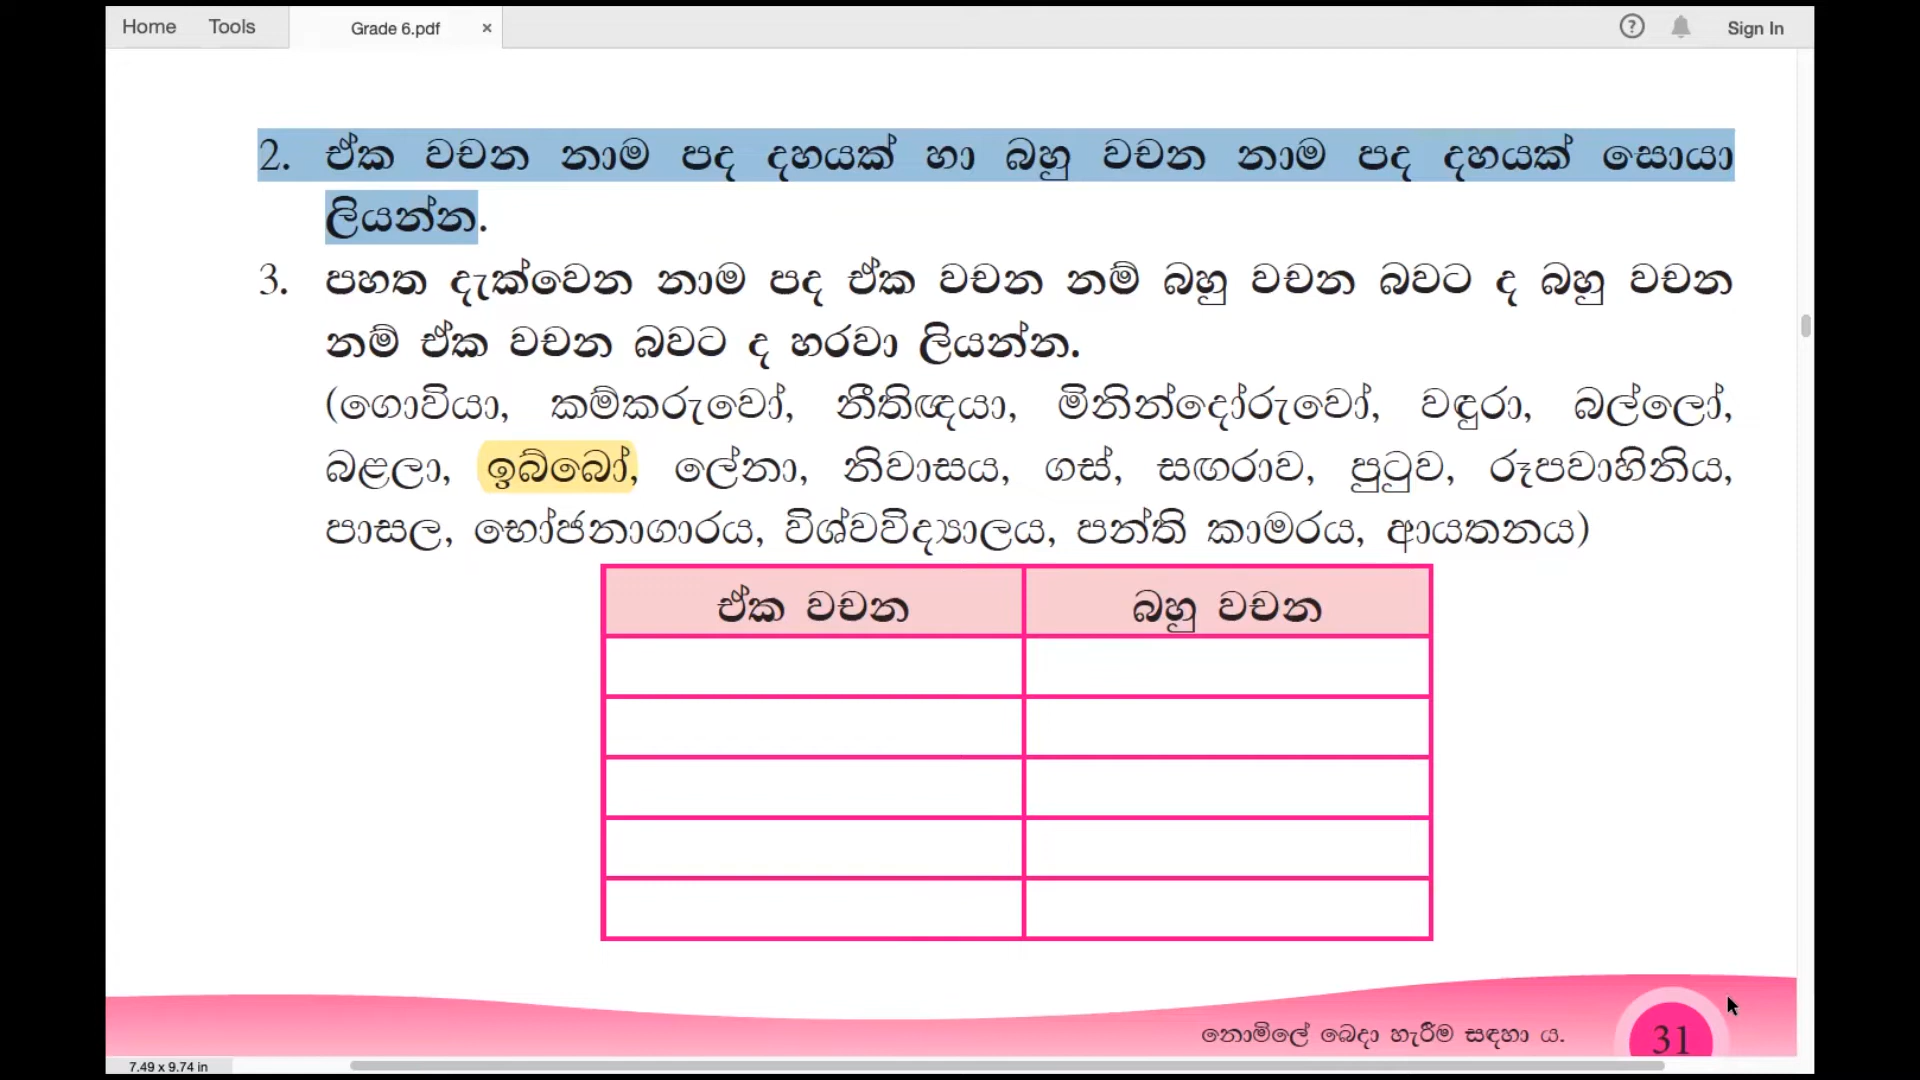 Home Tools Grade 6.pdf × ? Sign In
2. ඒක වචන නාම පද දහයක් හා බහු වචන නාම පද දහයක් සොයා
ලියන්න.
3. පහත දැක්වෙන නාම පද ඒක වචන නම් බහු වචන බවට ද බහු වචන
නම් ඒක වචන බවට ද හරවා ලියන්න.
(ගොවියා, කම්කරුවෝ, නීතිඥයා, මිනින්දෝරුවෝ, වඳුරා, බල්ලෝ,
බළලා, ඉබ්බෝ, ලේනා, නිවාසය, ගස්, සඟරාව, පුටුව, රූපවාහිනිය,
පාසල, භෝජනාගාරය, විශ්වවිද්‍යාලය, පන්ති කාමරය, ආයතනය)
ඒක වචන බහු වචන
නොමිලේ බෙදා හැරීම සඳහා ය. 31
7.49 x 9.74 in